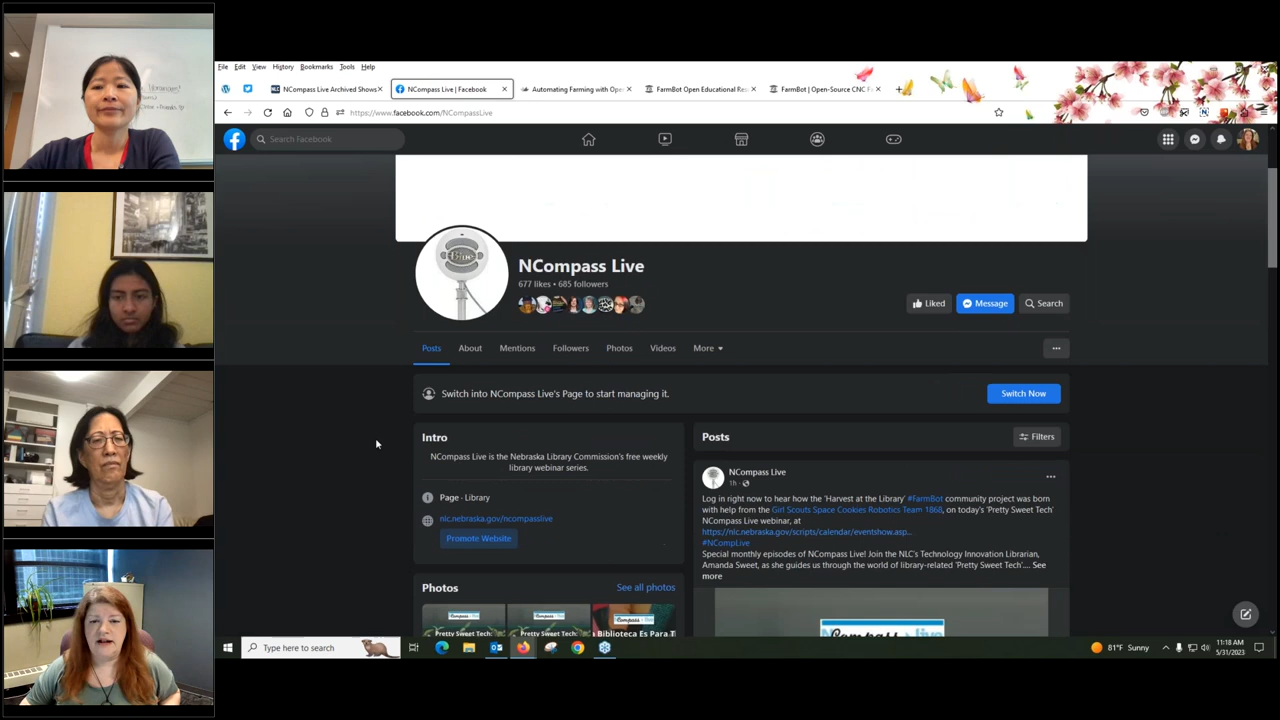 File Edit View History Bookmarks Tools Help
NCompass Live Archived Shows
NCompass Live | Facebook
Automating Farming with Ope
FarmBot Open Educational Re
FarmBot | Open-Source CNC F
https://www.facebook.com/NCompassLive
Search Facebook
Blue
NCompass Live
677 likes • 685 followers
Liked
Message
Search
Posts About Mentions Followers Photos Videos More
Switch into NCompass Live's Page to start managing it.
Switch Now
Intro
NCompass Live is the Nebraska Library Commission's free weekly
library webinar series.
Page · Library
nlc.nebraska.gov/ncompasslive
Promote Website
Photos
See all photos
Pretty Sweet Tech:
Pretty Sweet Tech:
Biblioteca Es Para T
Posts
Filters
NCompass Live
1h ·
Log in right now to hear how the 'Harvest at the Library' #FarmBot community project was born
with help from the Girl Scouts Space Cookies Robotics Team 1868, on today's 'Pretty Sweet Tech'
NCompass Live webinar, at
https://nlc.nebraska.gov/scripts/calendar/eventshow.asp...
#NCompLive
Special monthly episodes of NCompass Live! Join the NLC's Technology Innovation Librarian,
Amanda Sweet, as she guides us through the world of library-related 'Pretty Sweet Tech'.... See
more
NCompass Live
Type here to search
81°F Sunny
11:18 AM
5/31/2023